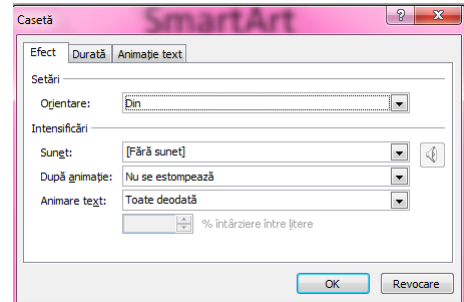 SmartArt
Casetă
Efect Durată Animație text
Setări
Orientare: Din
Intensificări
Sunet: [Fără sunet]
După animație: Nu se estompează
Animare text: Toate deodată
% întârziere între litere
OK Revocare